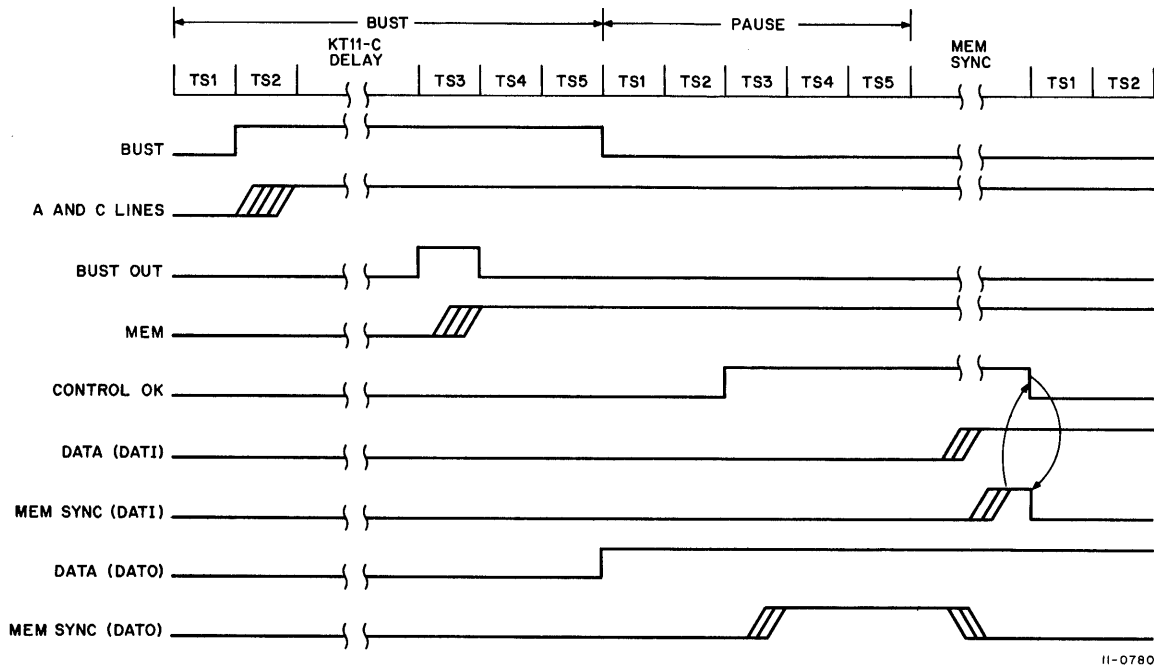 BUST
PAUSE
KT11-C
DELAY
MEM
SYNC
TS1 TS2 TS3 TS4 TS5 TS1 TS2 TS3 TS4 TS5 TS1 TS2
BUST
A AND C LINES
BUST OUT
MEM
CONTROL OK
DATA (DATI)
MEM SYNC (DATI)
DATA (DATO)
MEM SYNC (DATO)
11-0780